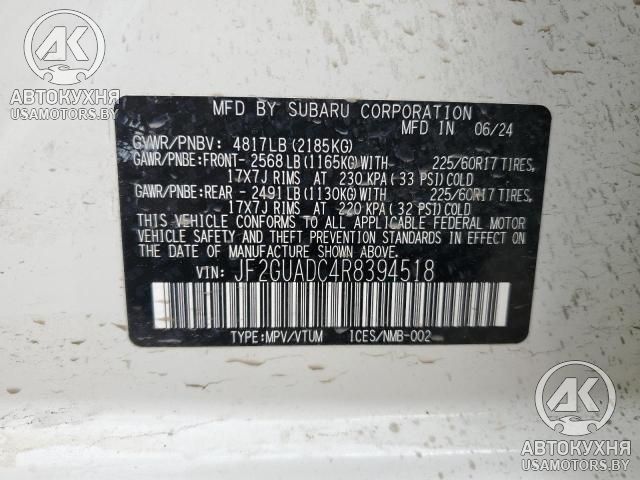 MFD BY SUBARU CORPORATION
MFD IN 06/24
GVWR/PNBV: 4817LB (2185KG)
GAWR/PNBE:FRONT- 2568LB (1165KG) WITH 225/60R17 TIRES,
17X7J RIMS AT 230 KPA (33 PSI) COLD
GAWR/PNBE:REAR - 2491LB (1130KG) WITH 225/60R17 TIRES,
17X7J RIMS AT 220 KPA (32 PSI) COLD
THIS VEHICLE CONFORMS TO ALL APPLICABLE FEDERAL MOTOR
VEHICLE SAFETY AND THEFT PREVENTION STANDARDS IN EFFECT
ON THE DATE OF MANUFACTURE SHOWN ABOVE.
VIN: JF2GUADC4R8394518
TYPE:MPV/VTUM ICES/NMB-002
АК
АВТОКУХНЯ
USAMOTORS.BY
АК
АВТОКУХНЯ
USAMOTORS.BY